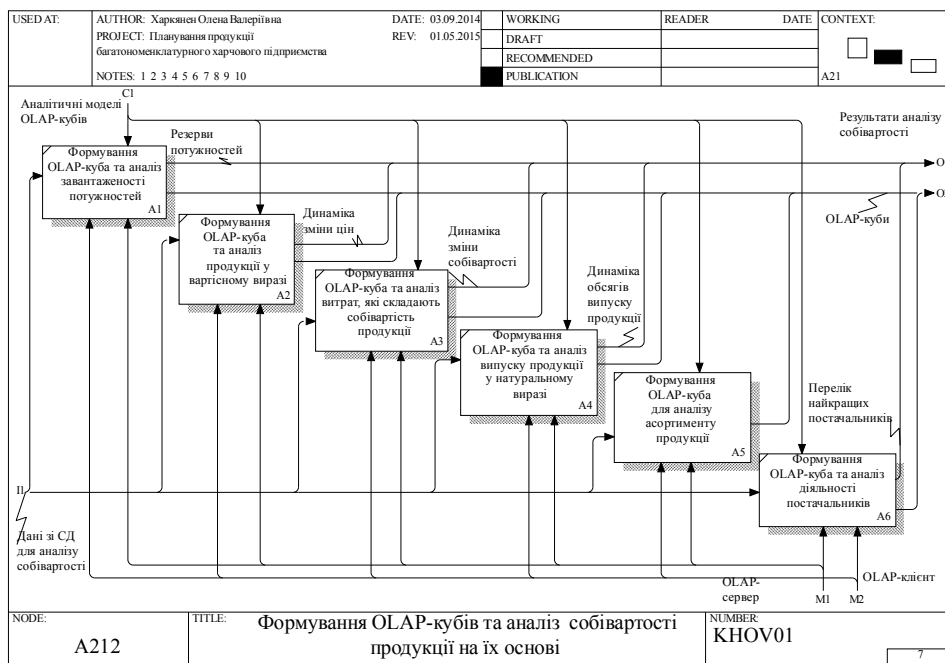 USED AT:
AUTHOR: Харкянен Олена Валеріївна
DATE: 03.09.2014
PROJECT: Планування продукції
багатономенклатурного харчового підприємства
REV: 01.05.2015
NOTES: 1 2 3 4 5 6 7 8 9 10
WORKING
DRAFT
RECOMMENDED
PUBLICATION
READER DATE
CONTEXT:
A21
C1
Аналітичні моделі
OLAP-кубів
Резерви
потужностей
Результати аналізу
собівартості
Формування
OLAP-куба та аналіз
завантаженості
потужностей
A1
OLAP-куби
Формування
OLAP-куба
та аналіз
продукції у
вартісному виразі
A2
Динаміка
зміни цін
Динаміка
зміни
собівартості
Формування
OLAP-куба та аналіз
витрат, які складають
собівартість
продукції
A3
Динаміка
обсягів
випуску
продукції
Формування
OLAP-куба та аналіз
випуску продукції
у натуральному
виразі
A4
Формування
OLAP-куба
для аналізу
асортименту
продукції
A5
Перелік
найкращих
постачальників
Формування
OLAP-куба та аналіз
діяльності
постачальників
A6
I1
Дані зі СД
для аналізу
собівартості
OLAP-
сервер
M1
M2
OLAP-клієнт
NODE:
A212
TITLE:
Формування OLAP-кубів та аналіз собівартості
продукції на їх основі
NUMBER:
KHOV01
7